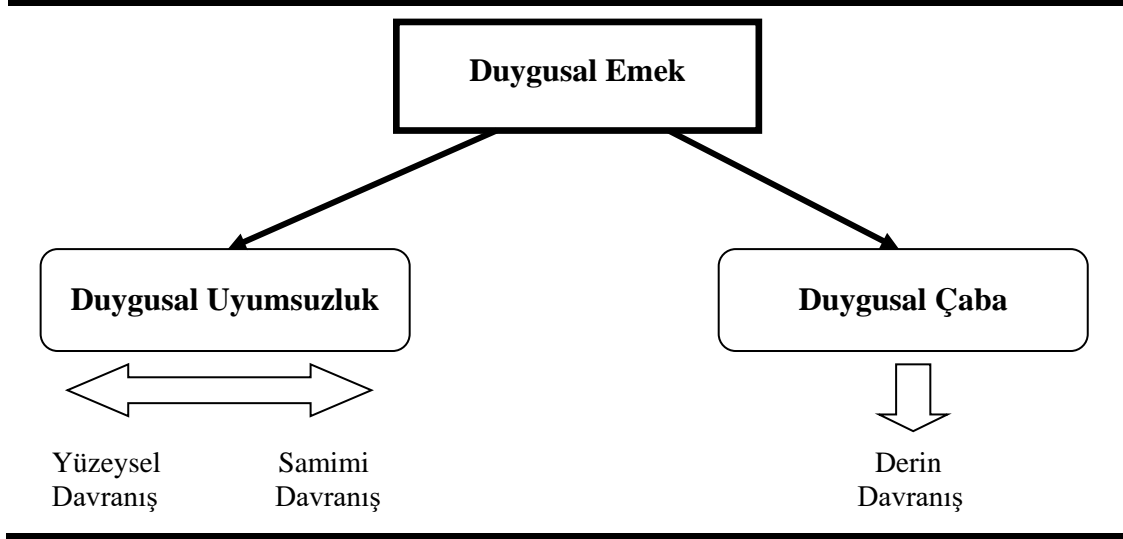 Duygusal Emek
Duygusal Uyumsuzluk
Duygusal Çaba
Yüzeysel
Davranış
Samimi
Davranış
Derin
Davranış